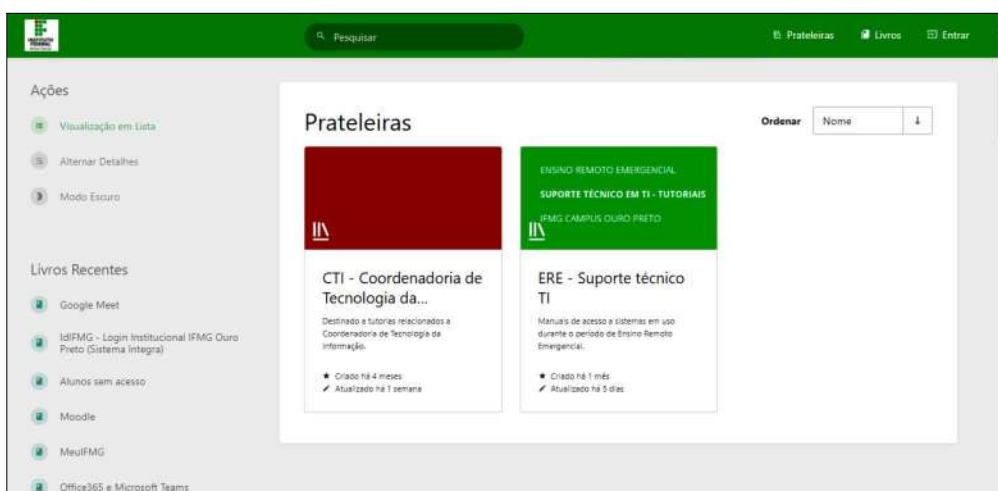 INSTITUTO
FEDERAL
Pesquisar
Prateleiras
Livros
Entrar
Ações
Visualização em Lista
Alternar Detalhes
Modo Escuro
Livros Recentes
Google Meet
IdIFMG - Login Institucional IFMG Ouro
Preto (Sistema Integra)
Alunos sem acesso
Moodle
MeuIFMG
Office365 e Microsoft Teams
Prateleiras
Ordenar
Nome
CTI - Coordenadoria de
Tecnologia da...
Destinado a tutorias relacionados a
Coordenadoria de Tecnologia da
Informação.
Criado há 4 meses
Atualizado há 1 semana
ENSINO REMOTO EMERGENCIAL
SUPORTE TÉCNICO EM TI - TUTORIAIS
IFMG CAMPUS OURO PRETO
ERE - Suporte técnico
TI
Manuais de acesso a sistemas em uso
durante o período de Ensino Remoto
Emergencial.
Criado há 1 mês
Atualizado há 5 dias